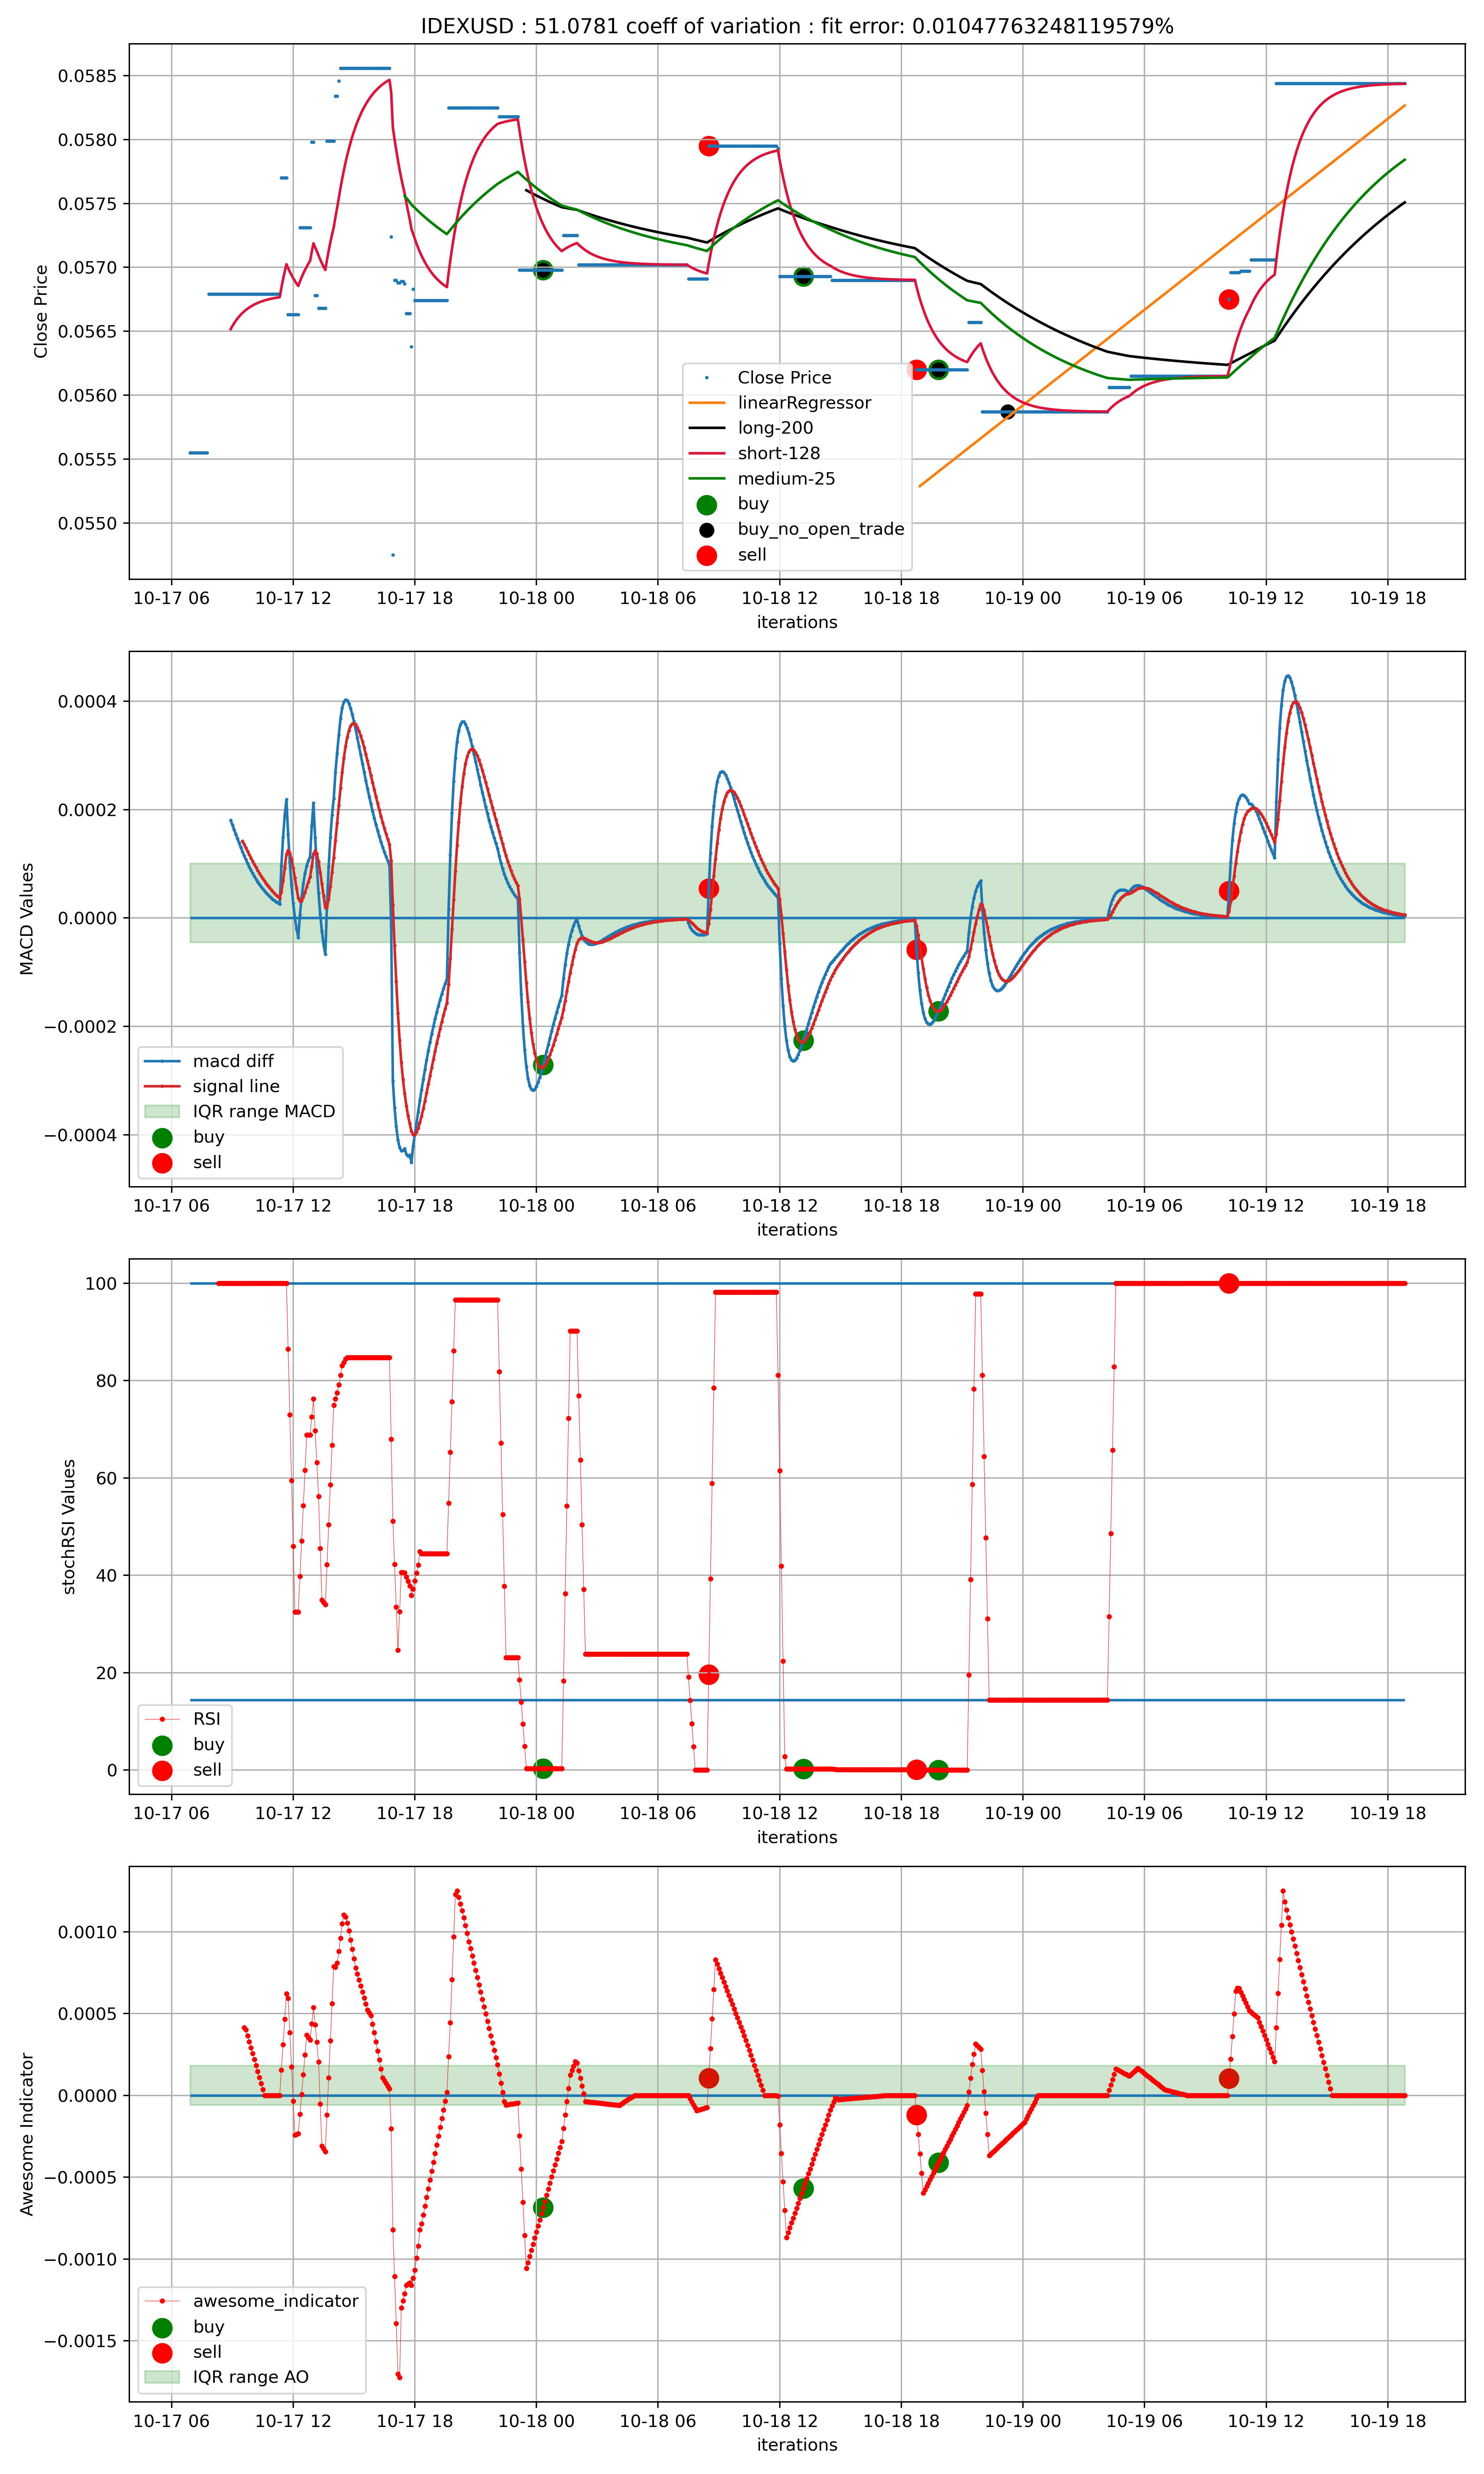 IDEXUSD : 51.0781 coeff of variation : fit error: 0.01047763248119579%
Close Price
0.0585
0.0580
0.0575
0.0570
0.0565
0.0560
0.0555
0.0550
Close Price
linearRegressor
long-200
short-128
medium-25
buy
buy_no_open_trade
sell
10-17 06 10-17 12 10-17 18 10-18 00 10-18 06 10-18 12 10-18 18 10-19 00 10-19 06 10-19 12 10-19 18
iterations
MACD Values
0.0004
0.0002
0.0000
−0.0002
−0.0004
macd diff
signal line
IQR range MACD
buy
sell
10-17 06 10-17 12 10-17 18 10-18 00 10-18 06 10-18 12 10-18 18 10-19 00 10-19 06 10-19 12 10-19 18
iterations
stochRSI Values
100
80
60
40
20
0
RSI
buy
sell
10-17 06 10-17 12 10-17 18 10-18 00 10-18 06 10-18 12 10-18 18 10-19 00 10-19 06 10-19 12 10-19 18
iterations
Awesome Indicator
0.0010
0.0005
0.0000
−0.0005
−0.0010
−0.0015
awesome_indicator
buy
sell
IQR range AO
10-17 06 10-17 12 10-17 18 10-18 00 10-18 06 10-18 12 10-18 18 10-19 00 10-19 06 10-19 12 10-19 18
iterations